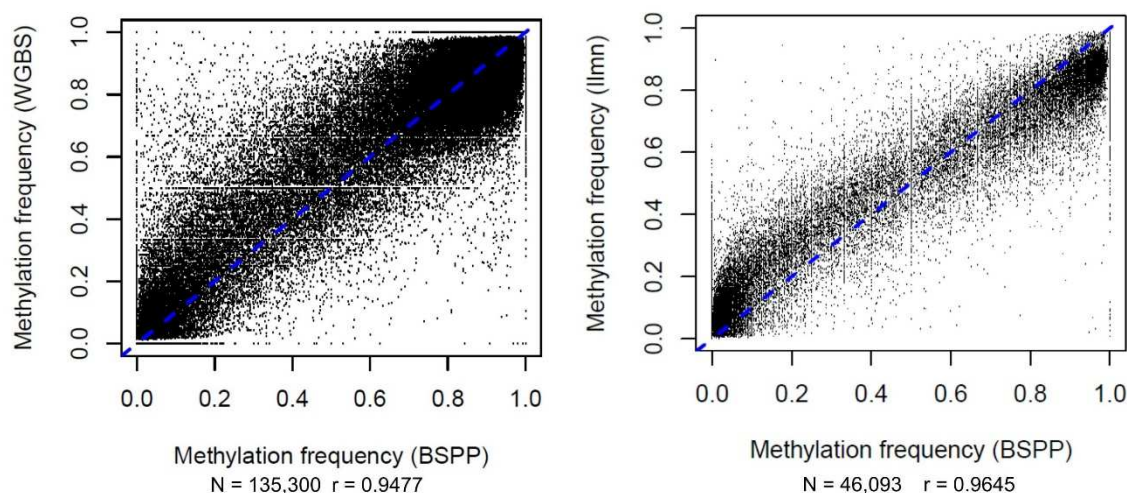 Methylation frequency (WGBS)
0.0 0.2 0.4 0.6 0.8 1.0
0.0 0.2 0.4 0.6 0.8 1.0
Methylation frequency (BSPP)
N = 135,300 r = 0.9477
Methylation frequency (Ilmn)
0.0 0.2 0.4 0.6 0.8 1.0
0.0 0.2 0.4 0.6 0.8 1.0
Methylation frequency (BSPP)
N = 46,093 r = 0.9645